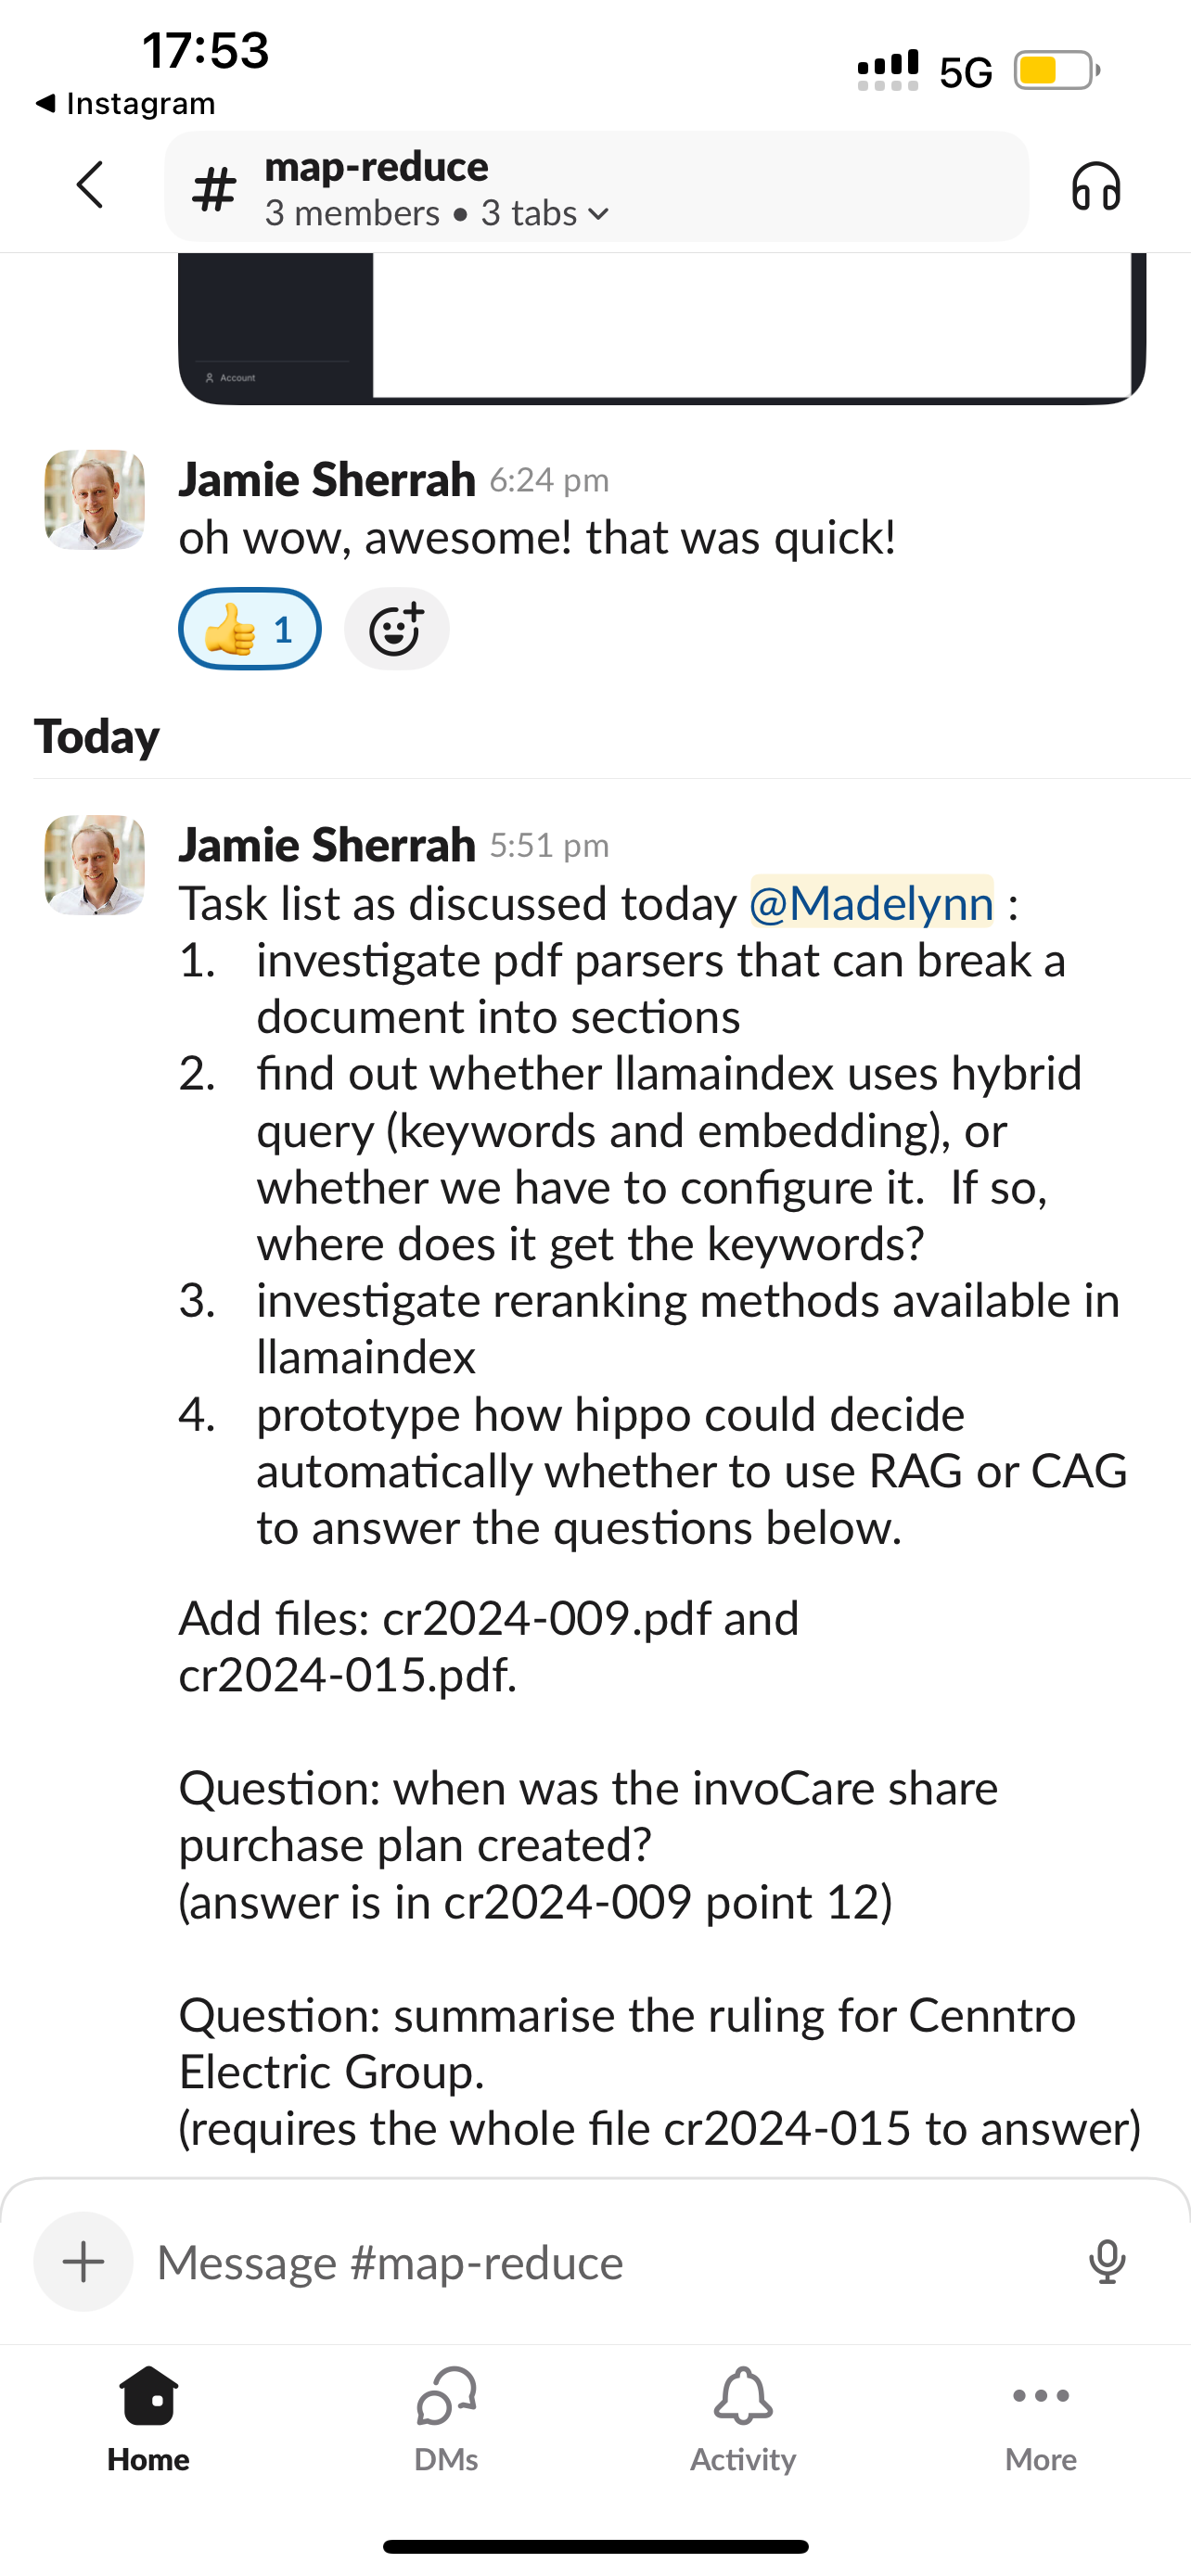 17:53
5G
◀ Instagram
# map-reduce
3 members • 3 tabs
Account
Jamie Sherrah 6:24 pm
oh wow, awesome! that was quick!
👍 1
Today
Jamie Sherrah 5:51 pm
Task list as discussed today @Madelynn :
1. investigate pdf parsers that can break a
document into sections
2. find out whether llamaindex uses hybrid
query (keywords and embedding), or
whether we have to configure it.  If so,
where does it get the keywords?
3. investigate reranking methods available in
llamaindex
4. prototype how hippo could decide
automatically whether to use RAG or CAG
to answer the questions below.
Add files: cr2024-009.pdf and
cr2024-015.pdf.
Question: when was the invoCare share
purchase plan created?
(answer is in cr2024-009 point 12)
Question: summarise the ruling for Cenntro
Electric Group.
(requires the whole file cr2024-015 to answer)
Message #map-reduce
Home
DMs
Activity
More